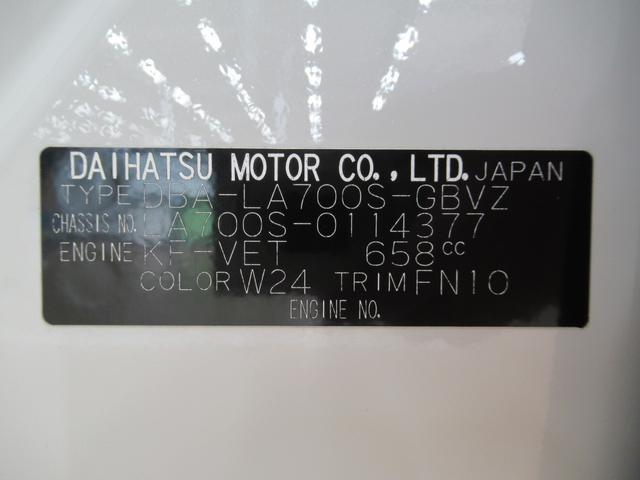 DAIHATSU MOTOR CO., LTD. JAPAN
TYPE DBA-LA700S-GBVZ
CHASSIS NO. LA700S-0114377
ENGINE KF-VET 658cc
COLOR W24 TRIM FN10
ENGINE NO.